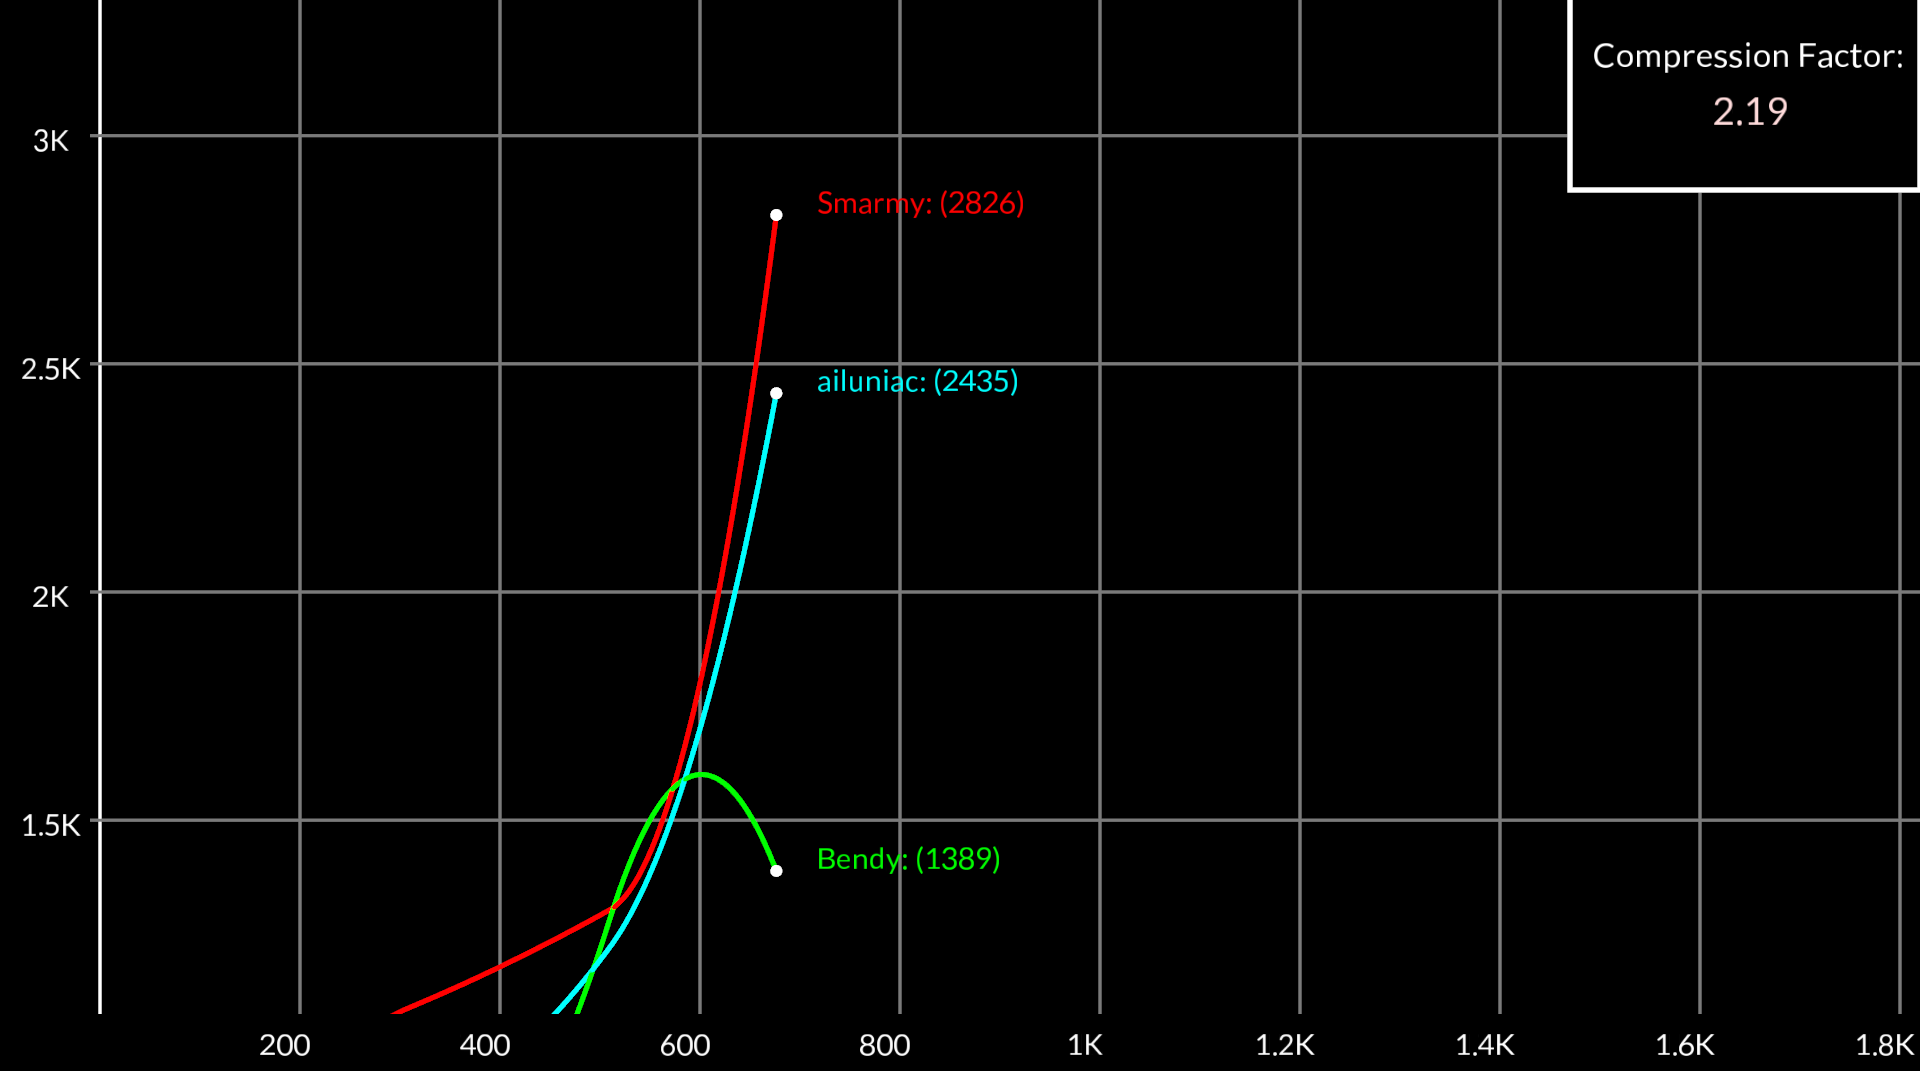 Compression Factor:
2.19
3K
Smarmy: (2826)
2.5K
ailuniac: (2435)
2K
1.5K
Bendy: (1389)
200 400 600 800 1K 1.2K 1.4K 1.6K 1.8K